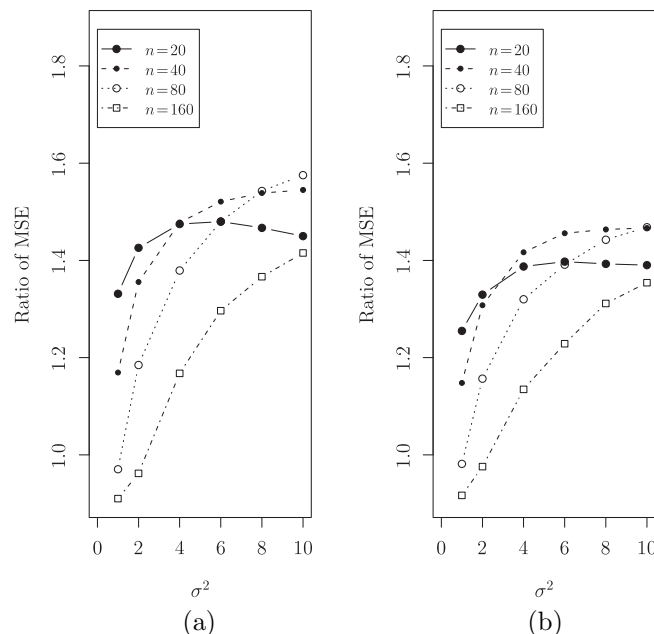 n=20
n=40
n=80
n=160
Ratio of MSE
1.0 1.2 1.4 1.6 1.8
0 2 4 6 8 10
σ²
(a)
n=20
n=40
n=80
n=160
Ratio of MSE
1.0 1.2 1.4 1.6 1.8
0 2 4 6 8 10
σ²
(b)